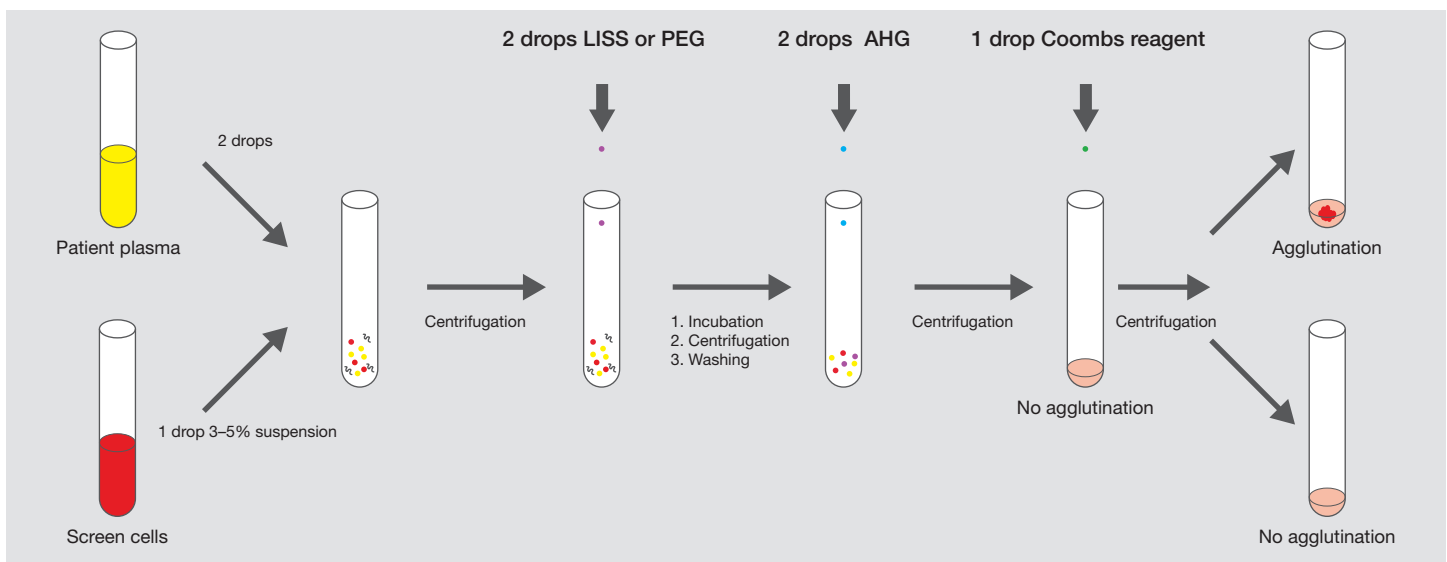 2 drops LISS or PEG
2 drops AHG
1 drop Coombs reagent
2 drops
Patient plasma
Agglutination
Centrifugation
1. Incubation
2. Centrifugation
3. Washing
Centrifugation
Centrifugation
No agglutination
1 drop 3–5% suspension
Screen cells
No agglutination